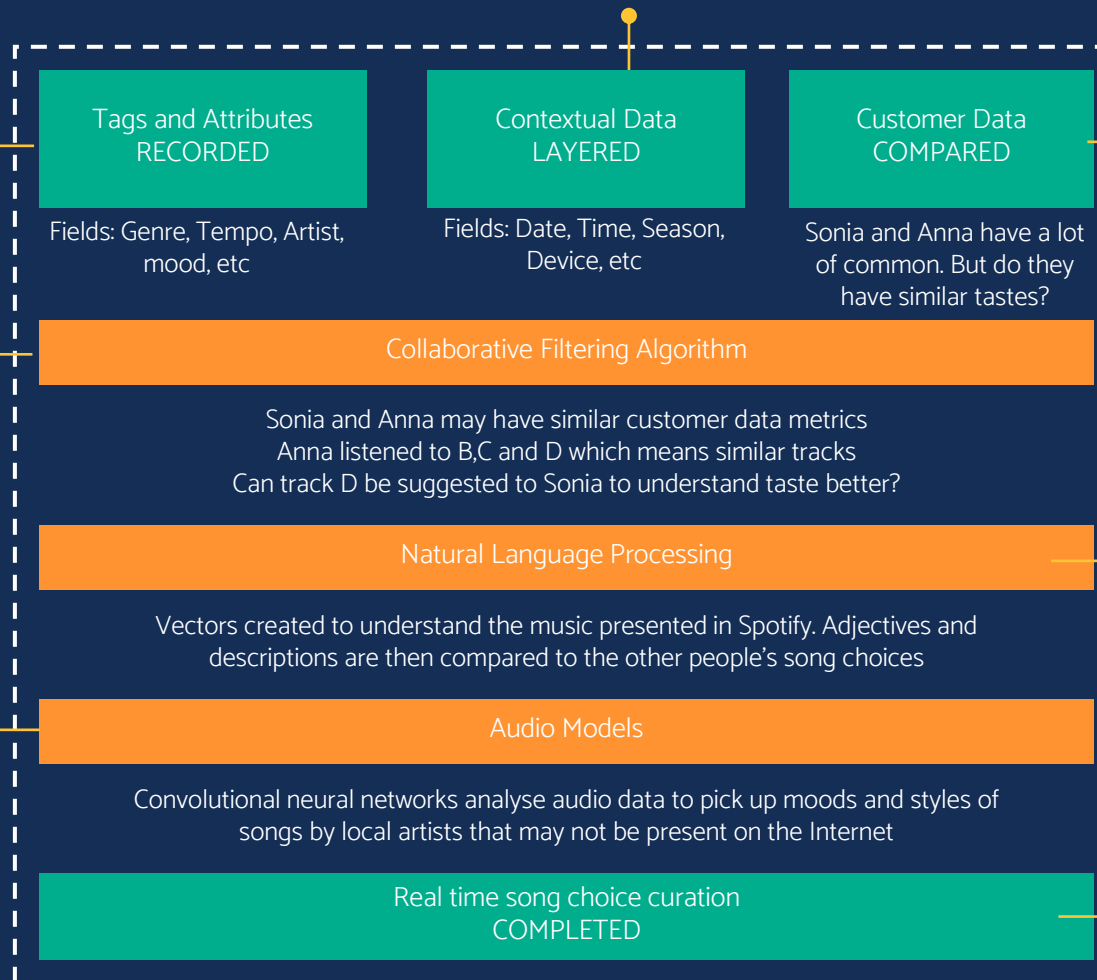 Tags and Attributes
RECORDED
Fields: Genre, Tempo, Artist,
mood, etc
Contextual Data
LAYERED
Fields: Date, Time, Season,
Device, etc
Customer Data
COMPARED
Sonia and Anna have a lot
of common. But do they
have similar tastes?
Collaborative Filtering Algorithm
Sonia and Anna may have similar customer data metrics
Anna listened to B,C and D which means similar tracks
Can track D be suggested to Sonia to understand taste better?
Natural Language Processing
Vectors created to understand the music presented in Spotify. Adjectives and
descriptions are then compared to the other people's song choices
Audio Models
Convolutional neural networks analyse audio data to pick up moods and styles of
songs by local artists that may not be present on the Internet
Real time song choice curation
COMPLETED